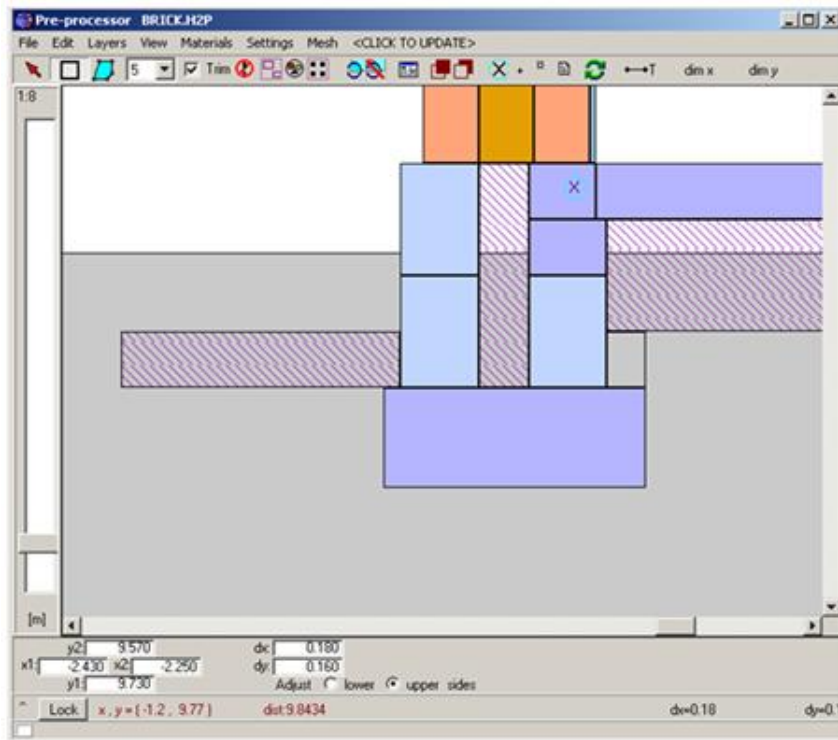 Pre-processor BRICK.H2P
File Edit Layers View Materials Settings Mesh <CLICK TO UPDATE>
5 Trim T dim x dim y
1:8
X
[m]
y2: 9.570 dx: 0.180
x1: -2.430 x2: -2.250 dy: 0.160
y1: 9.730 Adjust lower upper sides
^ Lock x , y = ( -1.2 , 9.77 ) dist:9.8434 dx=0.18